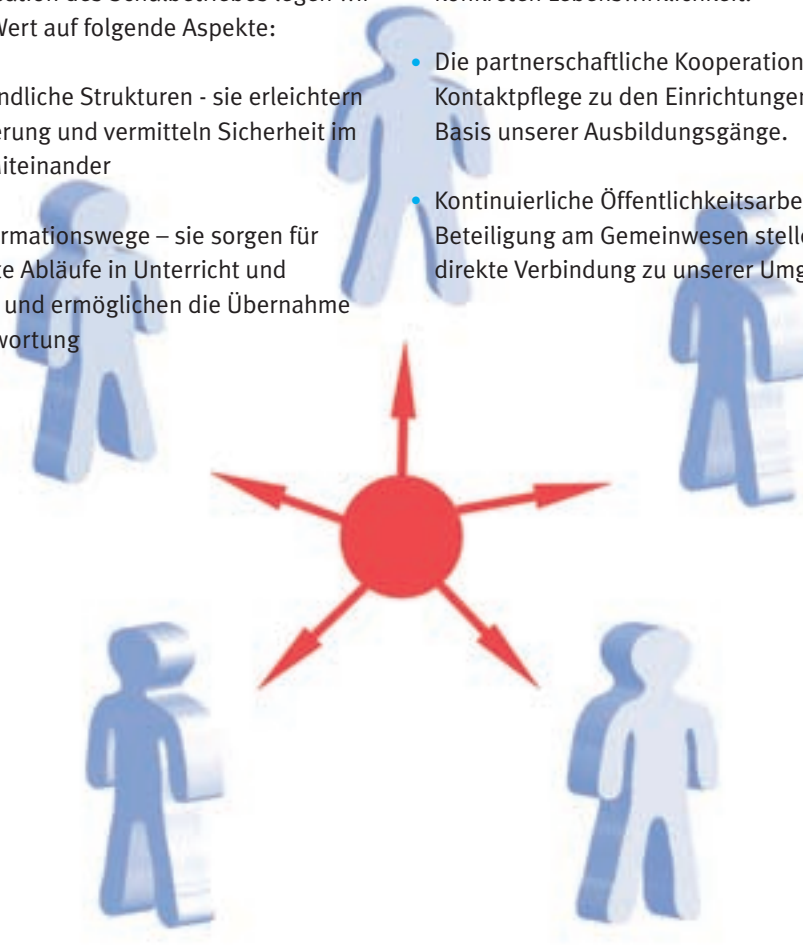 Wert auf folgende Aspekte:
ndliche Strukturen - sie erleichtern
erung und vermitteln Sicherheit im
Miteinander
rmationswege – sie sorgen für
te Abläufe in Unterricht und
und ermöglichen die Übernahme
wortung
• Die partnerschaftliche Kooperation
Kontaktpflege zu den Einrichtungen
Basis unserer Ausbildungsgänge.
• Kontinuierliche Öffentlichkeitsarbe
Beteiligung am Gemeinwesen stelle
direkte Verbindung zu unserer Umg